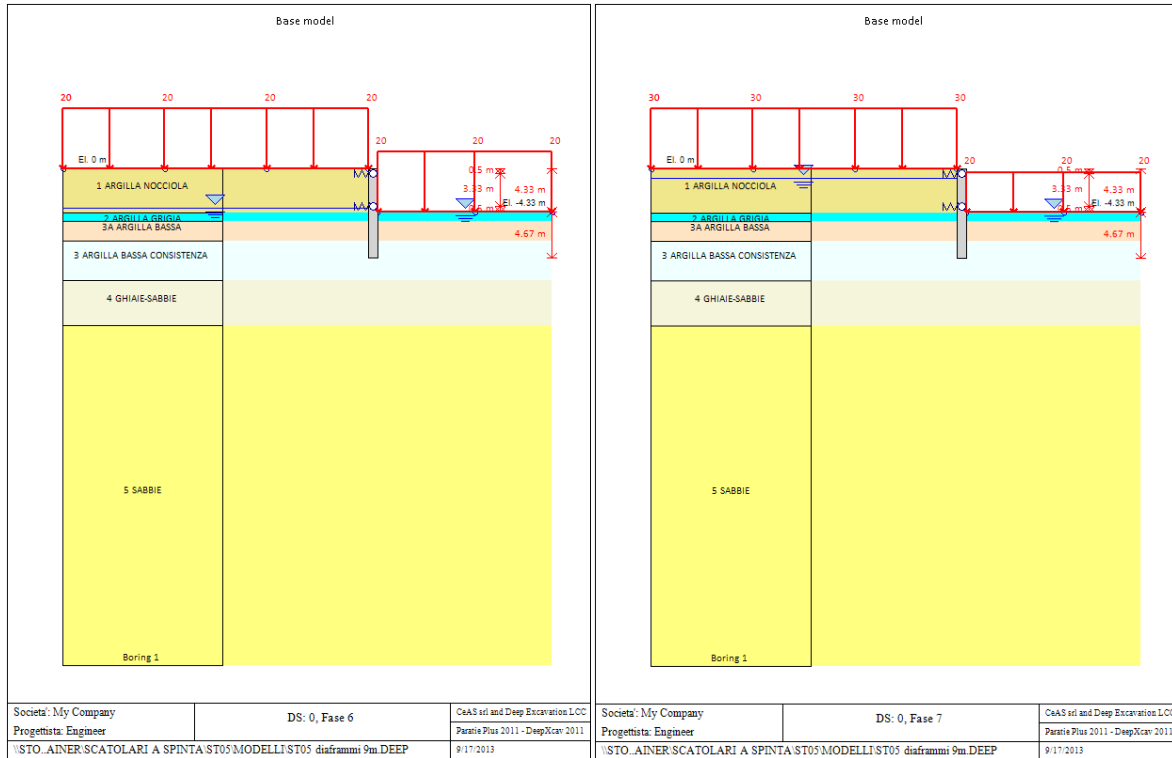 Base model
20 20 20 20
20 20 20
El. 0 m
0.5 m
1 ARGILLA NOCCIOLA
3.33 m
4.33 m
El. -4.33 m
2 ARGILLA GRIGIA
3A ARGILLA BASSA
4.67 m
3 ARGILLA BASSA CONSISTENZA
4 GHIAIE-SABBIE
5 SABBIE
Boring 1
Societa': My Company
Progettista: Engineer
DS: 0, Fase 6
CeAS srl and Deep Excavation LCC
Paratie Plus 2011 - DeepXcav 2011
\\STO..AINER\SCATOLARI A SPINTA\ST05\MODELLI\ST05 diaframmi 9m.DEEP
9/17/2013
Base model
30 30 30 30
20 20 20
El. 0 m
0.5 m
1 ARGILLA NOCCIOLA
3.33 m
4.33 m
El. -4.33 m
2 ARGILLA GRIGIA
3A ARGILLA BASSA
4.67 m
3 ARGILLA BASSA CONSISTENZA
4 GHIAIE-SABBIE
5 SABBIE
Boring 1
Societa': My Company
Progettista: Engineer
DS: 0, Fase 7
CeAS srl and Deep Excavation LCC
Paratie Plus 2011 - DeepXcav 2011
\\STO..AINER\SCATOLARI A SPINTA\ST05\MODELLI\ST05 diaframmi 9m.DEEP
9/17/2013